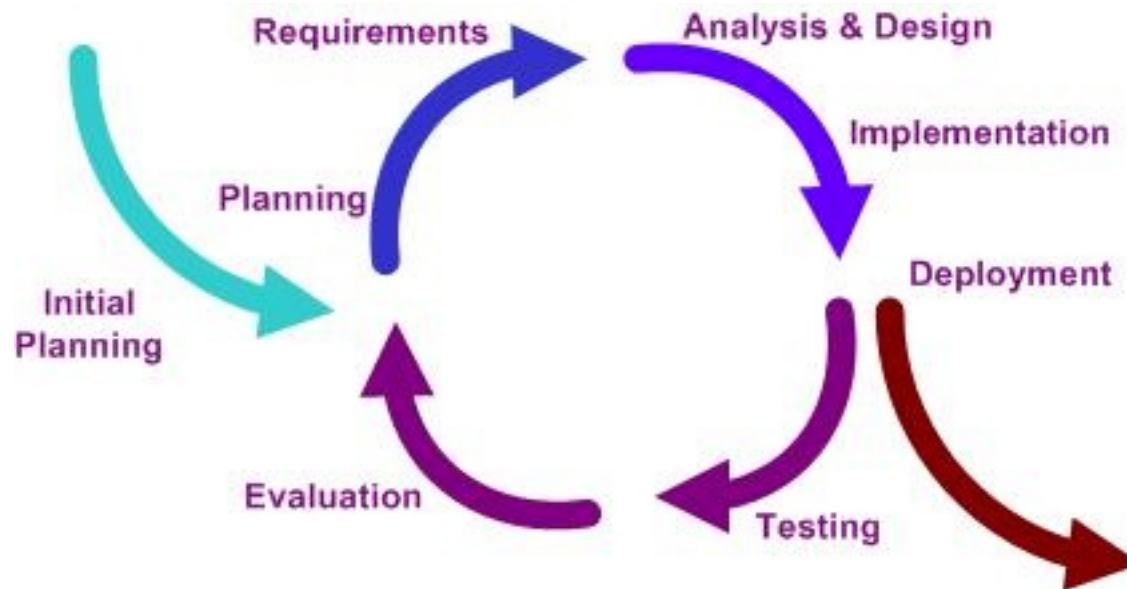 Requirements
Analysis & Design
Implementation
Planning
Deployment
Initial
Planning
Evaluation
Testing